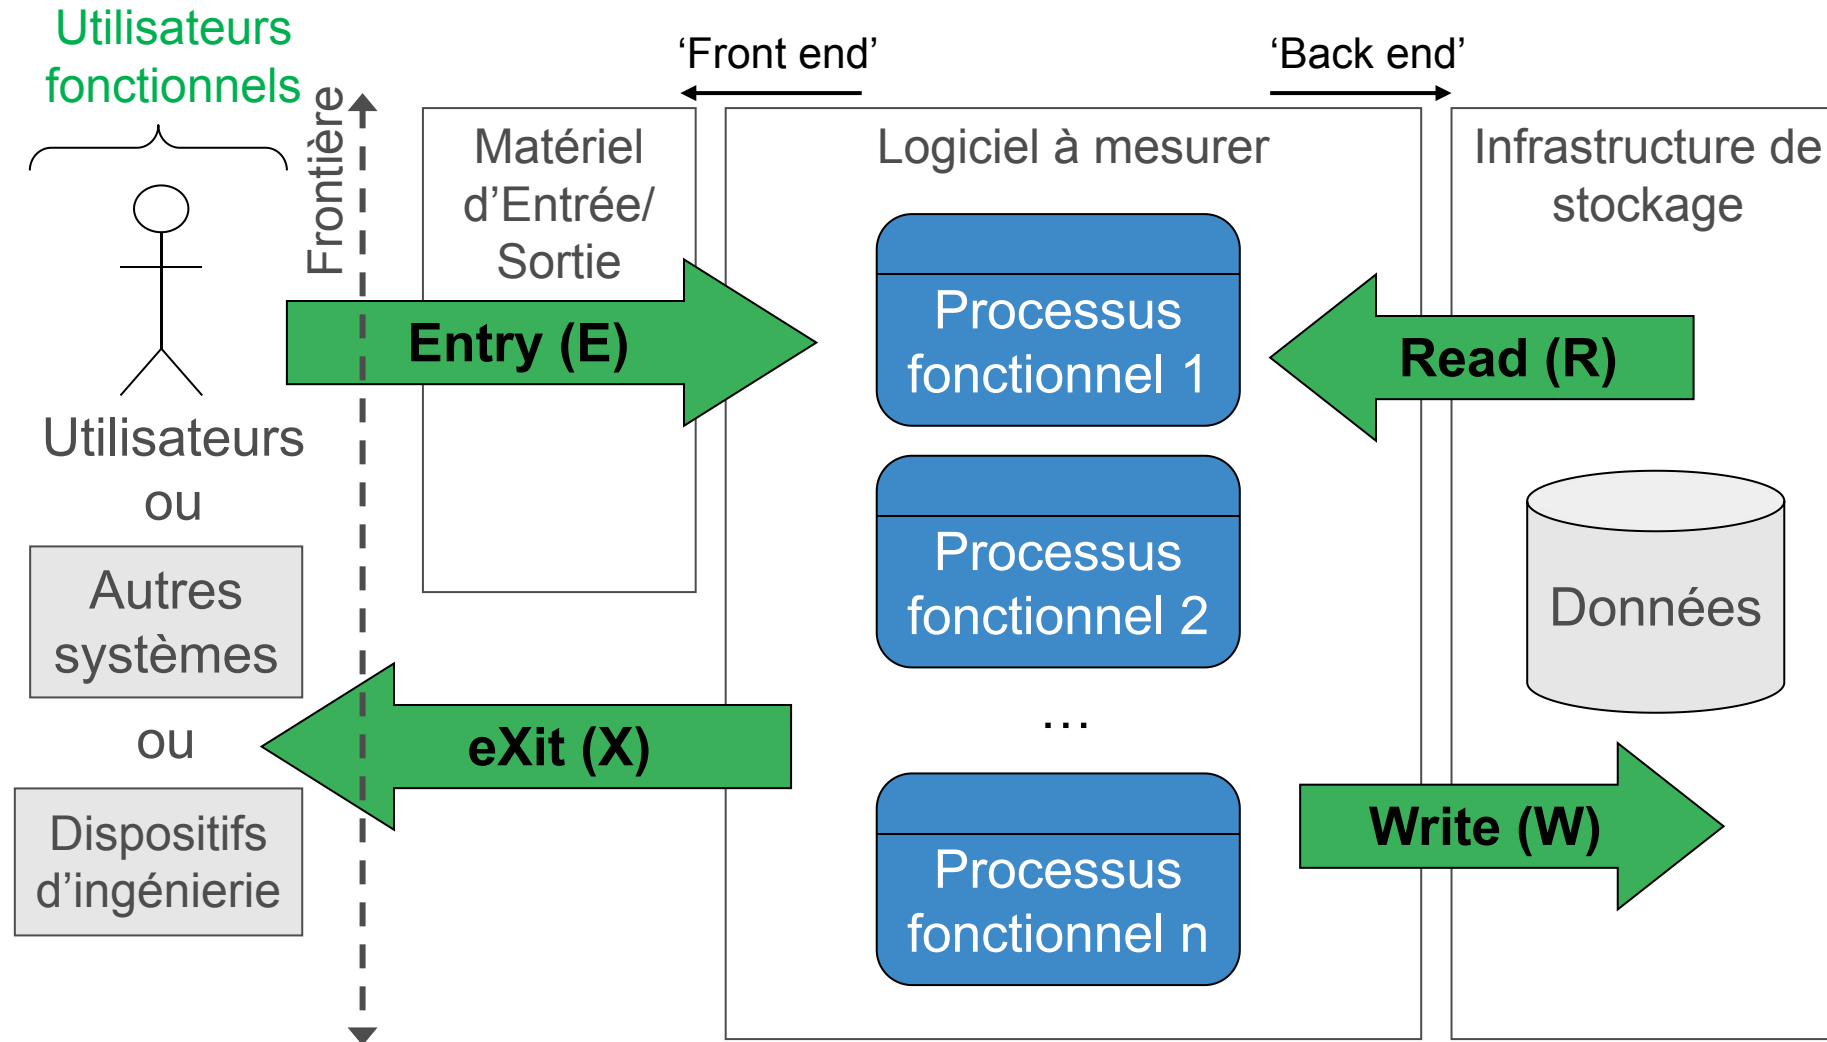 Utilisateurs
fonctionnels
Frontière
‘Front end’
‘Back end’
Matériel
d’Entrée/
Sortie
Logiciel à mesurer
Infrastructure de
stockage
Entry (E)
Processus
fonctionnel 1
Read (R)
Utilisateurs
ou
Autres
systèmes
ou
Dispositifs
d’ingénierie
Processus
fonctionnel 2
Données
eXit (X)
…
Processus
fonctionnel n
Write (W)